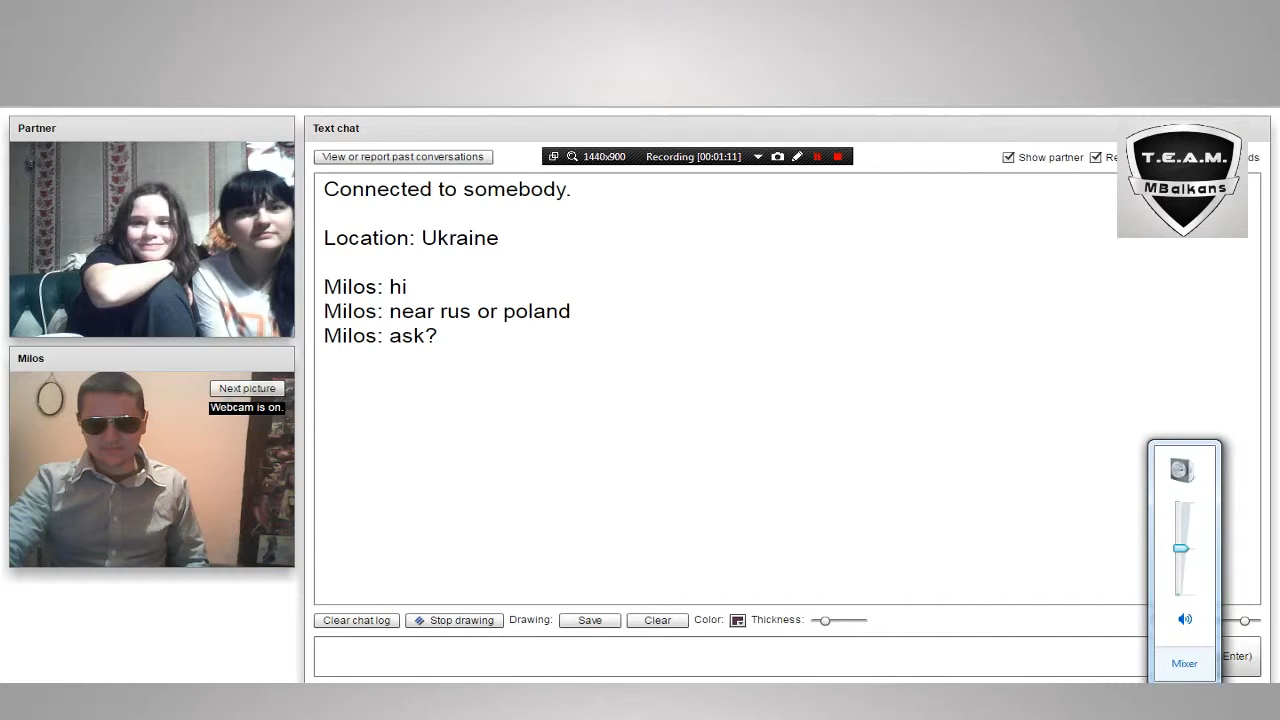 Partner
Text chat
View or report past conversations
1440x900
Recording [00:01:11]
Show partner
Connected to somebody.
Location: Ukraine
Milos: hi
Milos: near rus or poland
Milos: ask?
T.E.A.M.
MBalkans
Milos
Next picture
Webcam is on.
Clear chat log
Stop drawing
Drawing:
Save
Clear
Color:
Thickness:
Enter)
Mixer